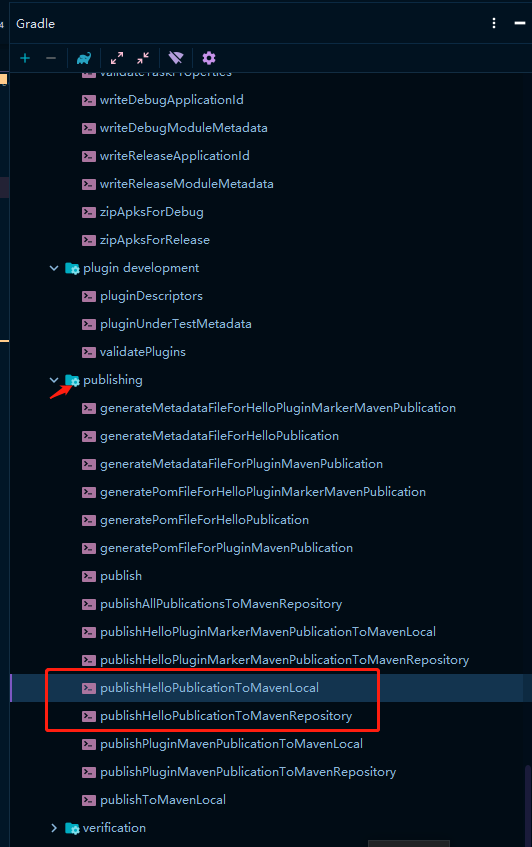 Gradle
validateTaskProperties
writeDebugApplicationId
writeDebugModuleMetadata
writeReleaseApplicationId
writeReleaseModuleMetadata
zipApksForDebug
zipApksForRelease
plugin development
pluginDescriptors
pluginUnderTestMetadata
validatePlugins
publishing
generateMetadataFileForHelloPluginMarkerMavenPublication
generateMetadataFileForHelloPublication
generateMetadataFileForPluginMavenPublication
generatePomFileForHelloPluginMarkerMavenPublication
generatePomFileForHelloPublication
generatePomFileForPluginMavenPublication
publish
publishAllPublicationsToMavenRepository
publishHelloPluginMarkerMavenPublicationToMavenLocal
publishHelloPluginMarkerMavenPublicationToMavenRepository
publishHelloPublicationToMavenLocal
publishHelloPublicationToMavenRepository
publishPluginMavenPublicationToMavenLocal
publishPluginMavenPublicationToMavenRepository
publishToMavenLocal
verification